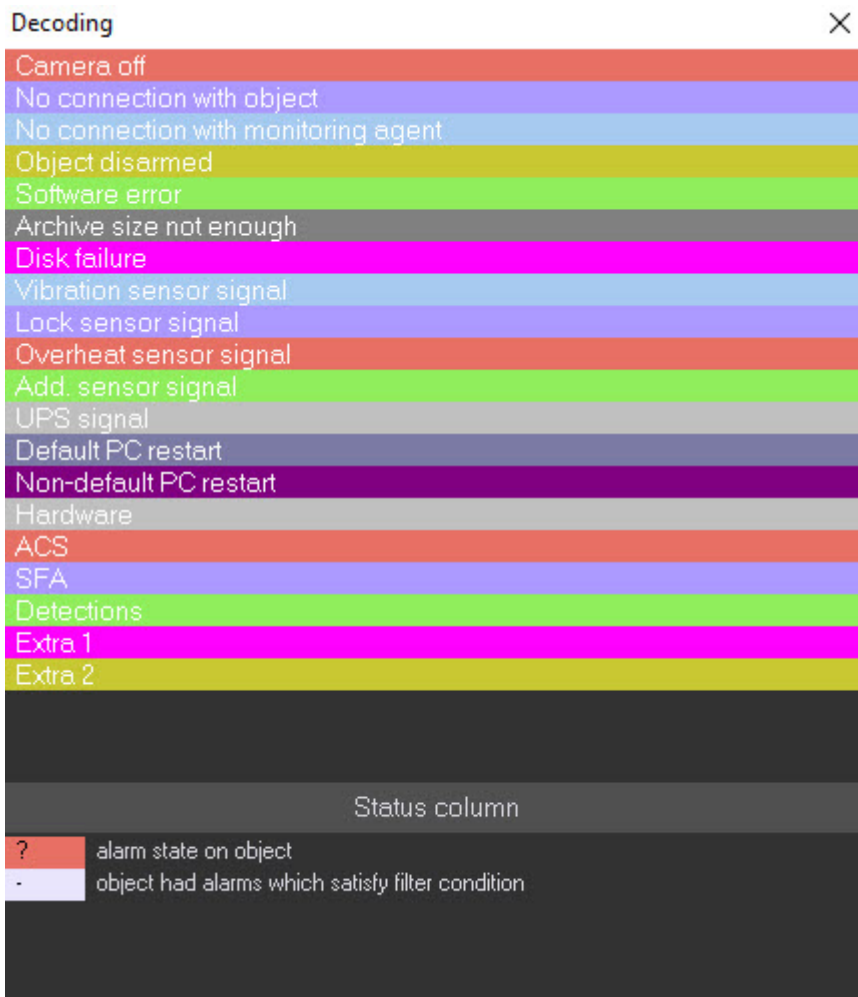 Decoding
Camera off
No connection with object
No connection with monitoring agent
Object disarmed
Software error
Archive size not enough
Disk failure
Vibration sensor signal
Lock sensor signal
Overheat sensor signal
Add. sensor signal
UPS signal
Default PC restart
Non-default PC restart
Hardware
ACS
SFA
Detections
Extra 1
Extra 2
Status column
? alarm state on object
- object had alarms which satisfy filter condition